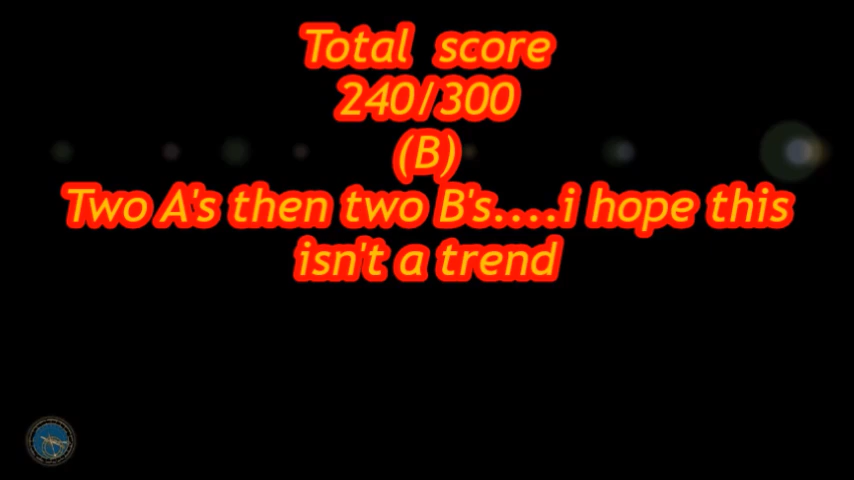 Total score
240/300
(B)
Two A's then two B's....i hope this
isn't a trend